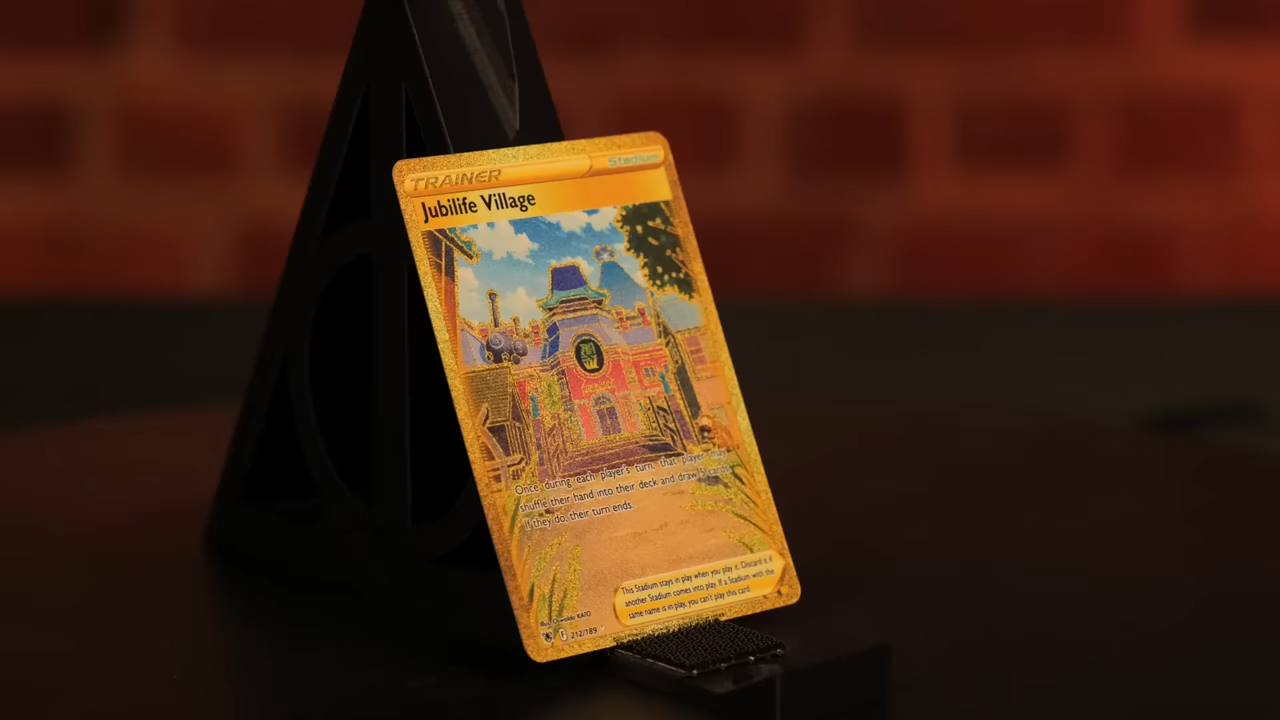 TRAINER
Stadium
Jubilife Village
Once during each player's turn, that player may
shuffle their hand into their deck and draw 5 cards.
If they do, their turn ends.
This Stadium stays in play when you play it. Discard it if
another Stadium comes into play. If a Stadium with the
same name is in play, you can't play this card.
Illus. Oswaldo KATO
F 212/189